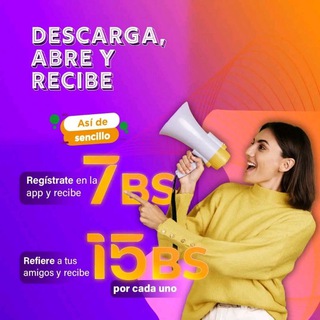 DESCARGA,
ABRE Y
RECIBE
Así de
sencillo
Regístrate en la
app y recibe
7BS
Refiere a tus
amigos y recibe
15BS
por cada uno